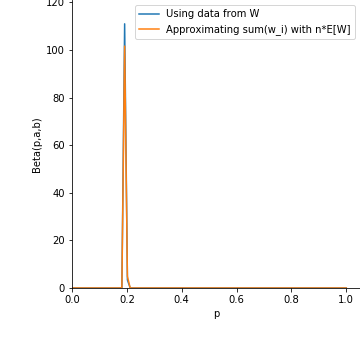 120
Using data from W
Approximating sum(w_i) with n*E[W]
100
80
60
40
20
0
Beta(p,a,b)
0.0 0.2 0.4 0.6 0.8 1.0
p